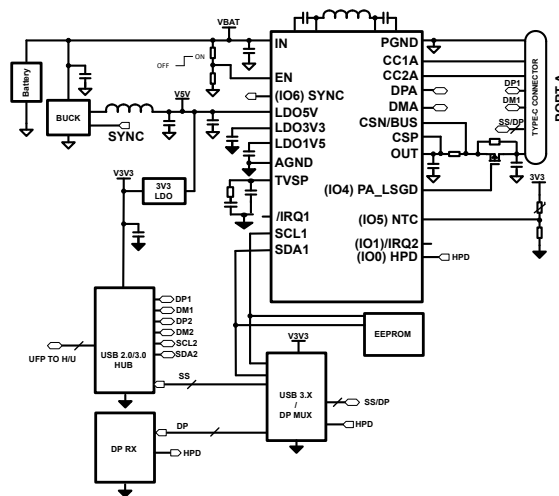 VBAT
IN
PGND
CC1A
CC2A
OFF
ON
EN
DPA
DP1
Battery
(IO6) SYNC
DMA
DM1
V5V
BUCK
LDO5V
CSN/BUS
SS/DP
SYNC
LDO3V3
CSP
LDO1V5
OUT
TYPE-C CONNECTOR
PORT A
AGND
V3V3
3V3
LDO
TVSP
(IO4) PA_LSGD
3V3
/IRQ1
(IO5) NTC
SCL1
(IO1)/IRQ2
SDA1
(IO0) HPD
HPD
DP1
DM1
DP2
DM2
SCL2
SDA2
UFP TO H/U
USB 2.0/3.0
HUB
EEPROM
V3V3
SS
USB 3.X
/
DP MUX
SS/DP
HPD
DP
DP RX
HPD